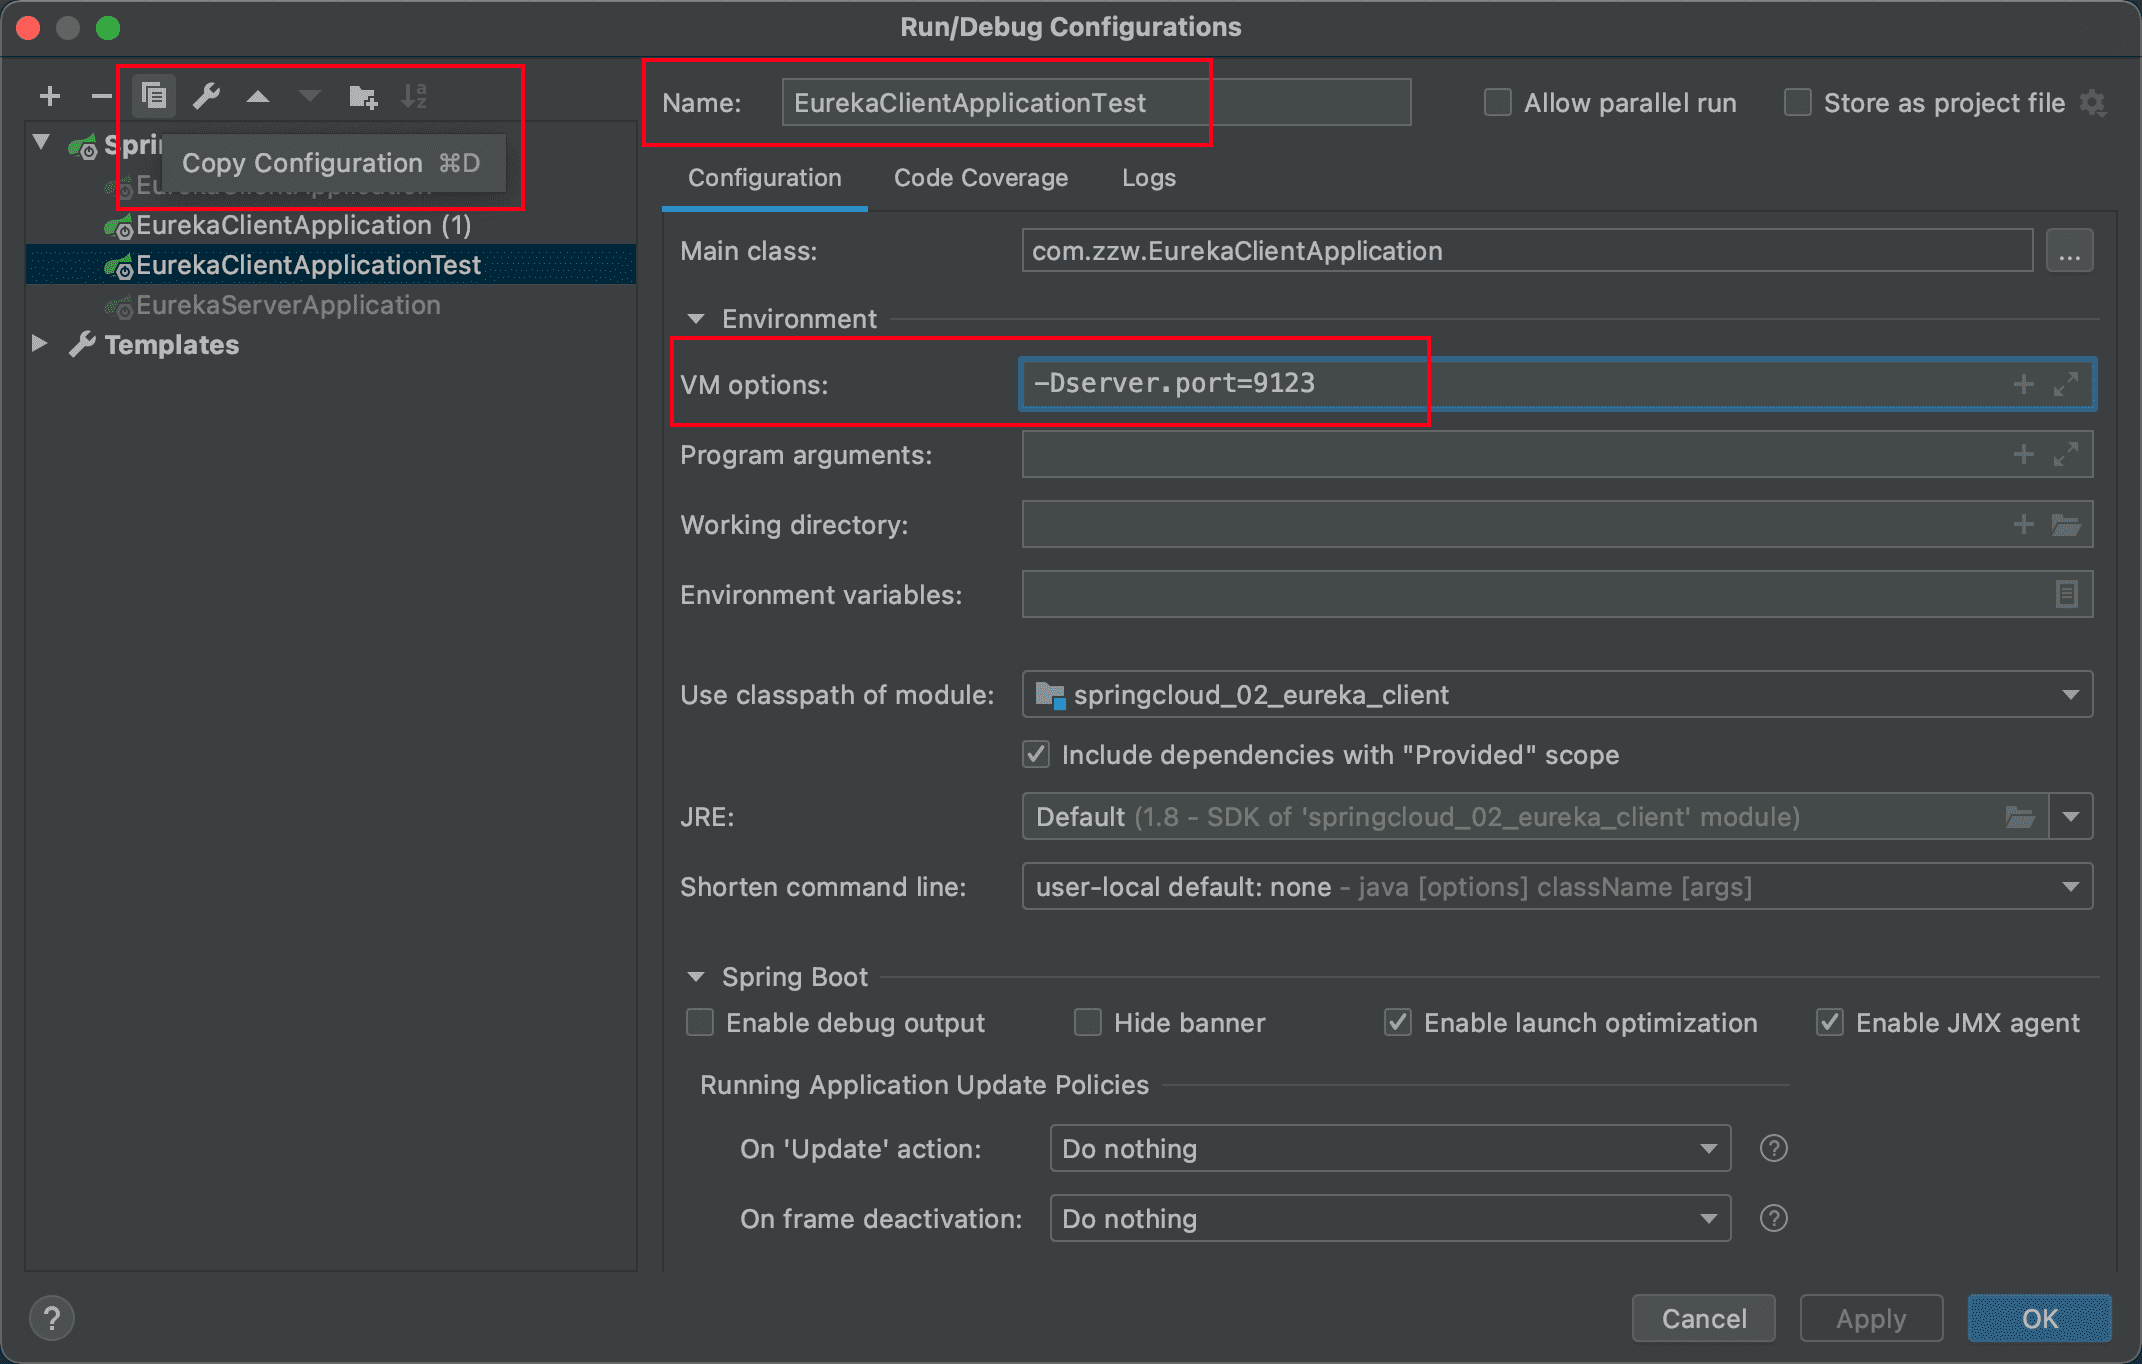 Run/Debug Configurations
Name: EurekaClientApplicationTest
Allow parallel run
Store as project file
Copy Configuration ⌘D
EurekaClientApplication (1)
EurekaClientApplicationTest
EurekaServerApplication
Templates
Configuration Code Coverage Logs
Main class: com.zzw.EurekaClientApplication ...
Environment
VM options: -Dserver.port=9123
Program arguments:
Working directory:
Environment variables:
Use classpath of module: springcloud_02_eureka_client
Include dependencies with "Provided" scope
JRE: Default (1.8 - SDK of 'springcloud_02_eureka_client' module)
Shorten command line: user-local default: none - java [options] className [args]
Spring Boot
Enable debug output Hide banner Enable launch optimization Enable JMX agent
Running Application Update Policies
On 'Update' action: Do nothing ?
On frame deactivation: Do nothing ?
? Cancel Apply OK